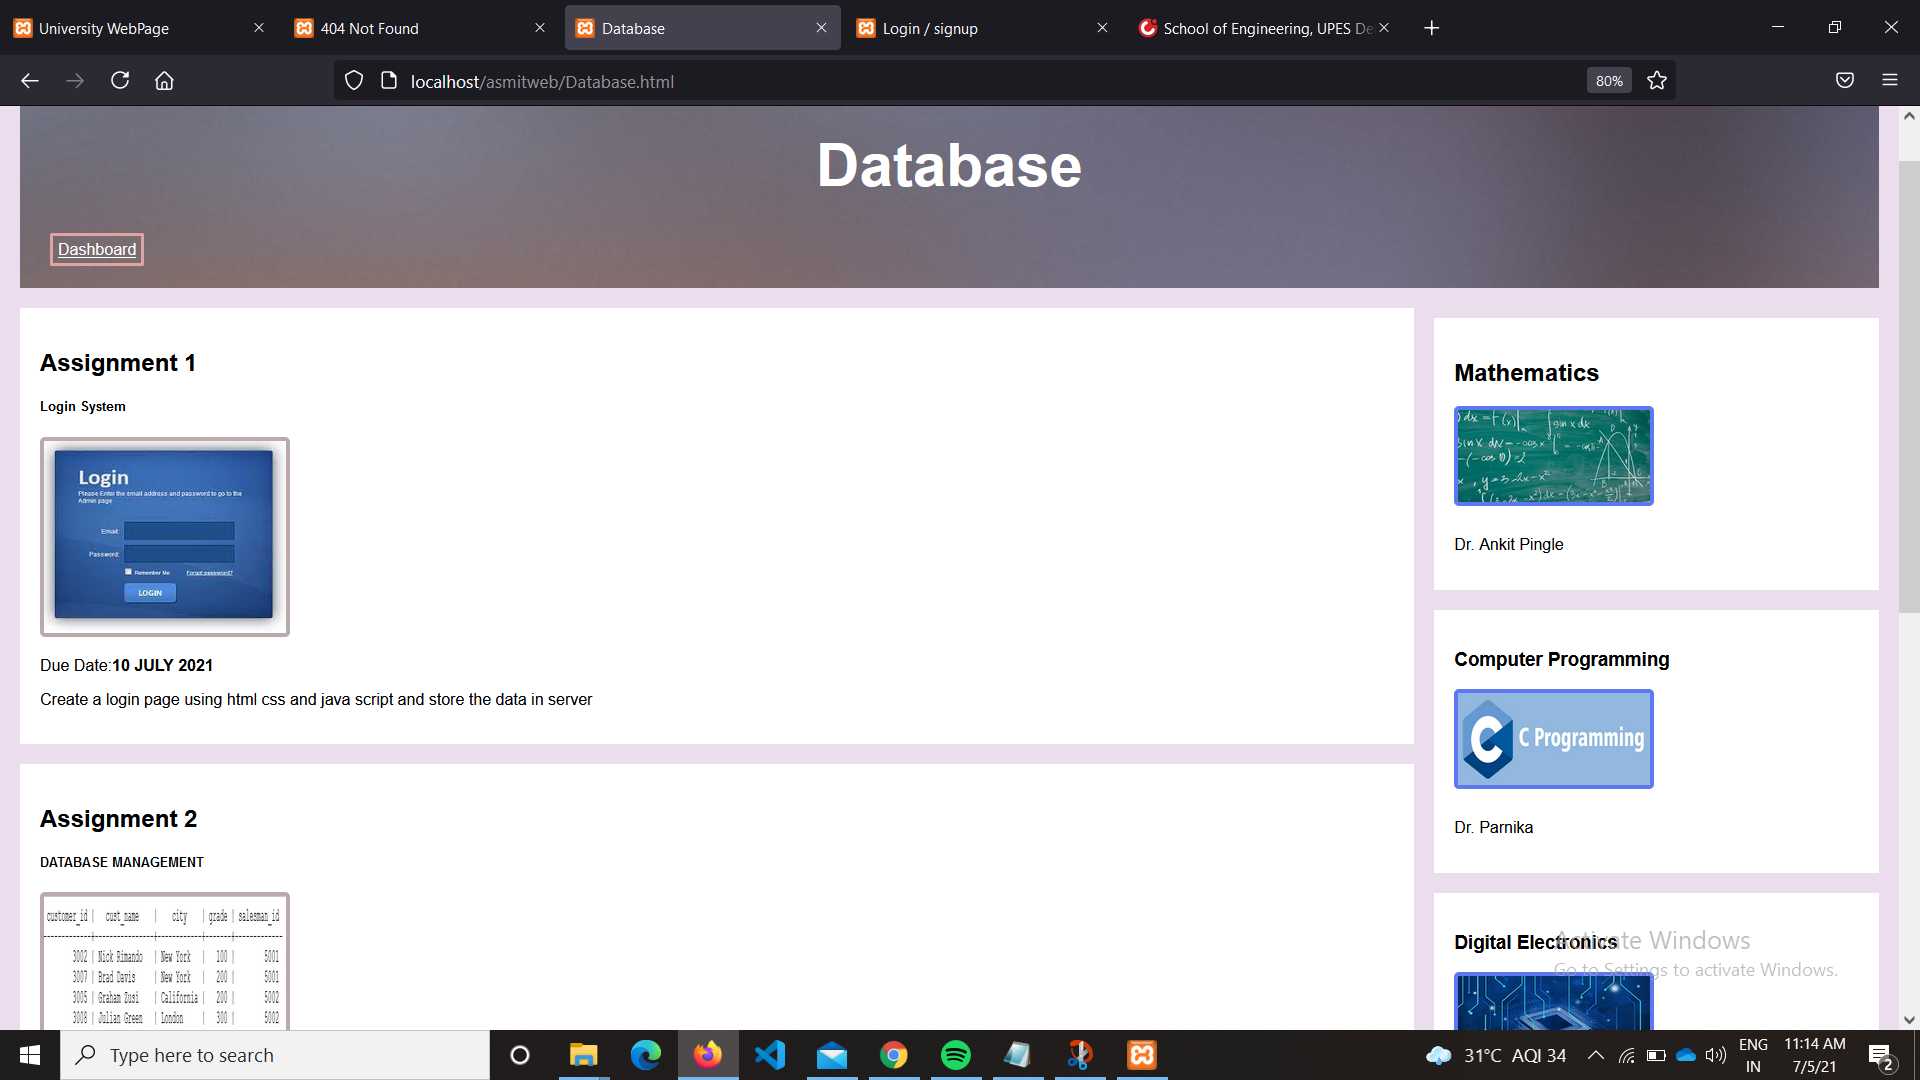 University WebPage
404 Not Found
Database
Login / signup
School of Engineering, UPES De
localhost/asmitweb/Database.html
80%
Database
Dashboard
Assignment 1
Login System
Login
Please Enter the email address and password to go to the
Admin page
Email:
Password:
Remember Me Forgot password?
LOGIN
Due Date:10 JULY 2021
Create a login page using html css and java script and store the data in server
Assignment 2
DATABASE MANAGEMENT
customer_id | cust_name | city | grade | salesman_id
3002 | Nick Rimando | New York | 100 | 5001
3007 | Brad Davis | New York | 200 | 5001
3005 | Graham Zusi | California | 200 | 5002
3008 | Julian Green | London | 300 | 5002
Mathematics
Dr. Ankit Pingle
Computer Programming
C Programming
Dr. Parnika
Digital Electronics
Activate Windows
Go to Settings to activate Windows.
Type here to search
31°C AQI 34
ENG
IN
11:14 AM
7/5/21
2